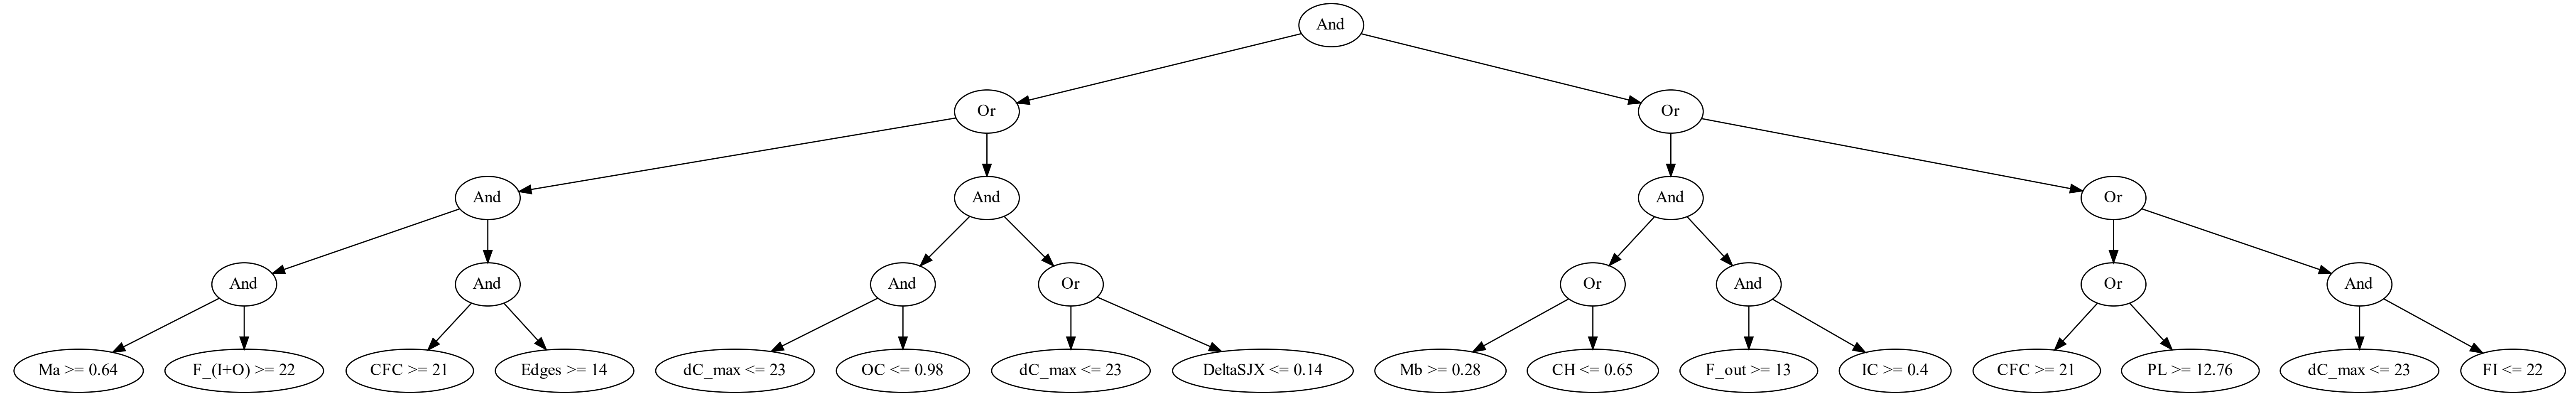 And
Or
Or
And
And
And
Or
And
And
And
Or
Or
And
Or
And
Ma >= 0.64
F_(I+O) >= 22
CFC >= 21
Edges >= 14
dC_max <= 23
OC <= 0.98
dC_max <= 23
DeltaSJX <= 0.14
Mb >= 0.28
CH <= 0.65
F_out >= 13
IC >= 0.4
CFC >= 21
PL >= 12.76
dC_max <= 23
FI <= 22